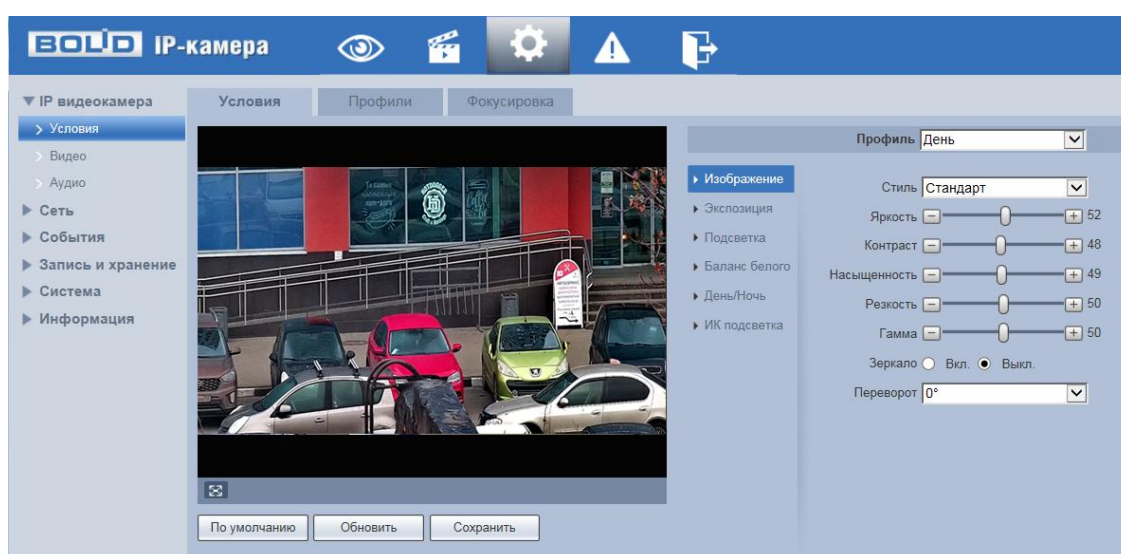 BOLID IP-камера
IP видеокамера
Условия
Видео
Аудио
Сеть
События
Запись и хранение
Система
Информация
Условия Профили Фокусировка
По умолчанию Обновить Сохранить
Изображение
Экспозиция
Подсветка
Баланс белого
День/Ночь
ИК подсветка
Профиль День
Стиль Стандарт
Яркость 52
Контраст 48
Насыщенность 49
Резкость 50
Гамма 50
Зеркало Вкл. Выкл.
Переворот 0°